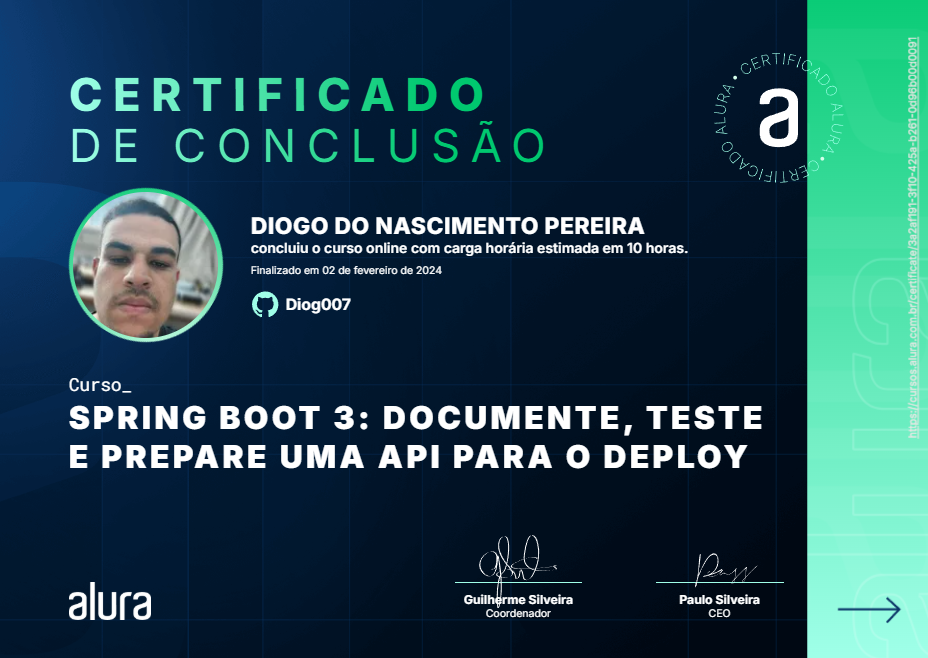 CERTIFICADO
DE CONCLUSÃO
CERTIFICADO ALURA • CERTIFICADO ALURA •
a
DIOGO DO NASCIMENTO PEREIRA
concluiu o curso online com carga horária estimada em 10 horas.
Finalizado em 02 de fevereiro de 2024
Diog007
Curso_
SPRING BOOT 3: DOCUMENTE, TESTE
E PREPARE UMA API PARA O DEPLOY
alura
Guilherme Silveira
Coordenador
Paulo Silveira
CEO
https://cursos.alura.com.br/certificate/3a2af191-3f10-425a-b261-0d96b00d0091
alura